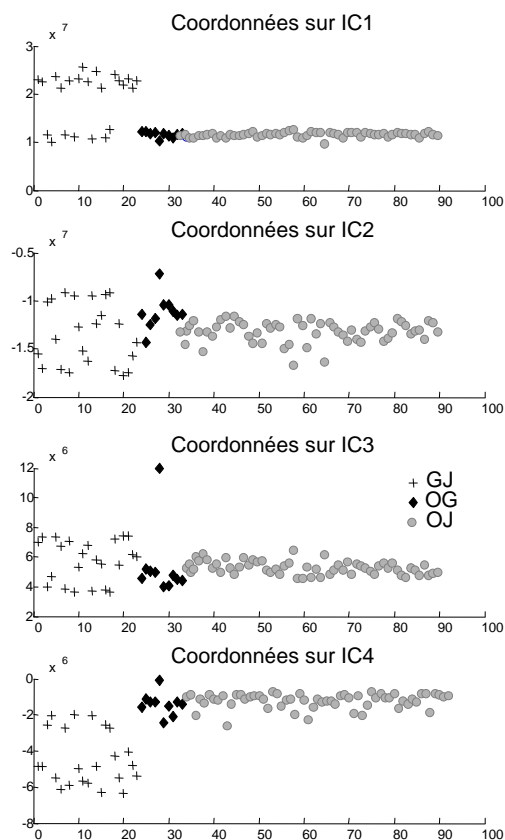 Coordonnées sur IC1
x 7
3
2
1
0
0 10 20 30 40 50 60 70 80 90 100
Coordonnées sur IC2
x 7
-0.5
-1
-1.5
-2
0 10 20 30 40 50 60 70 80 90 100
Coordonnées sur IC3
x 6
12
10
8
6
4
2
GJ
OG
OJ
0 10 20 30 40 50 60 70 80 90 100
Coordonnées sur IC4
x 6
0
-2
-4
-6
-8
0 10 20 30 40 50 60 70 80 90 100